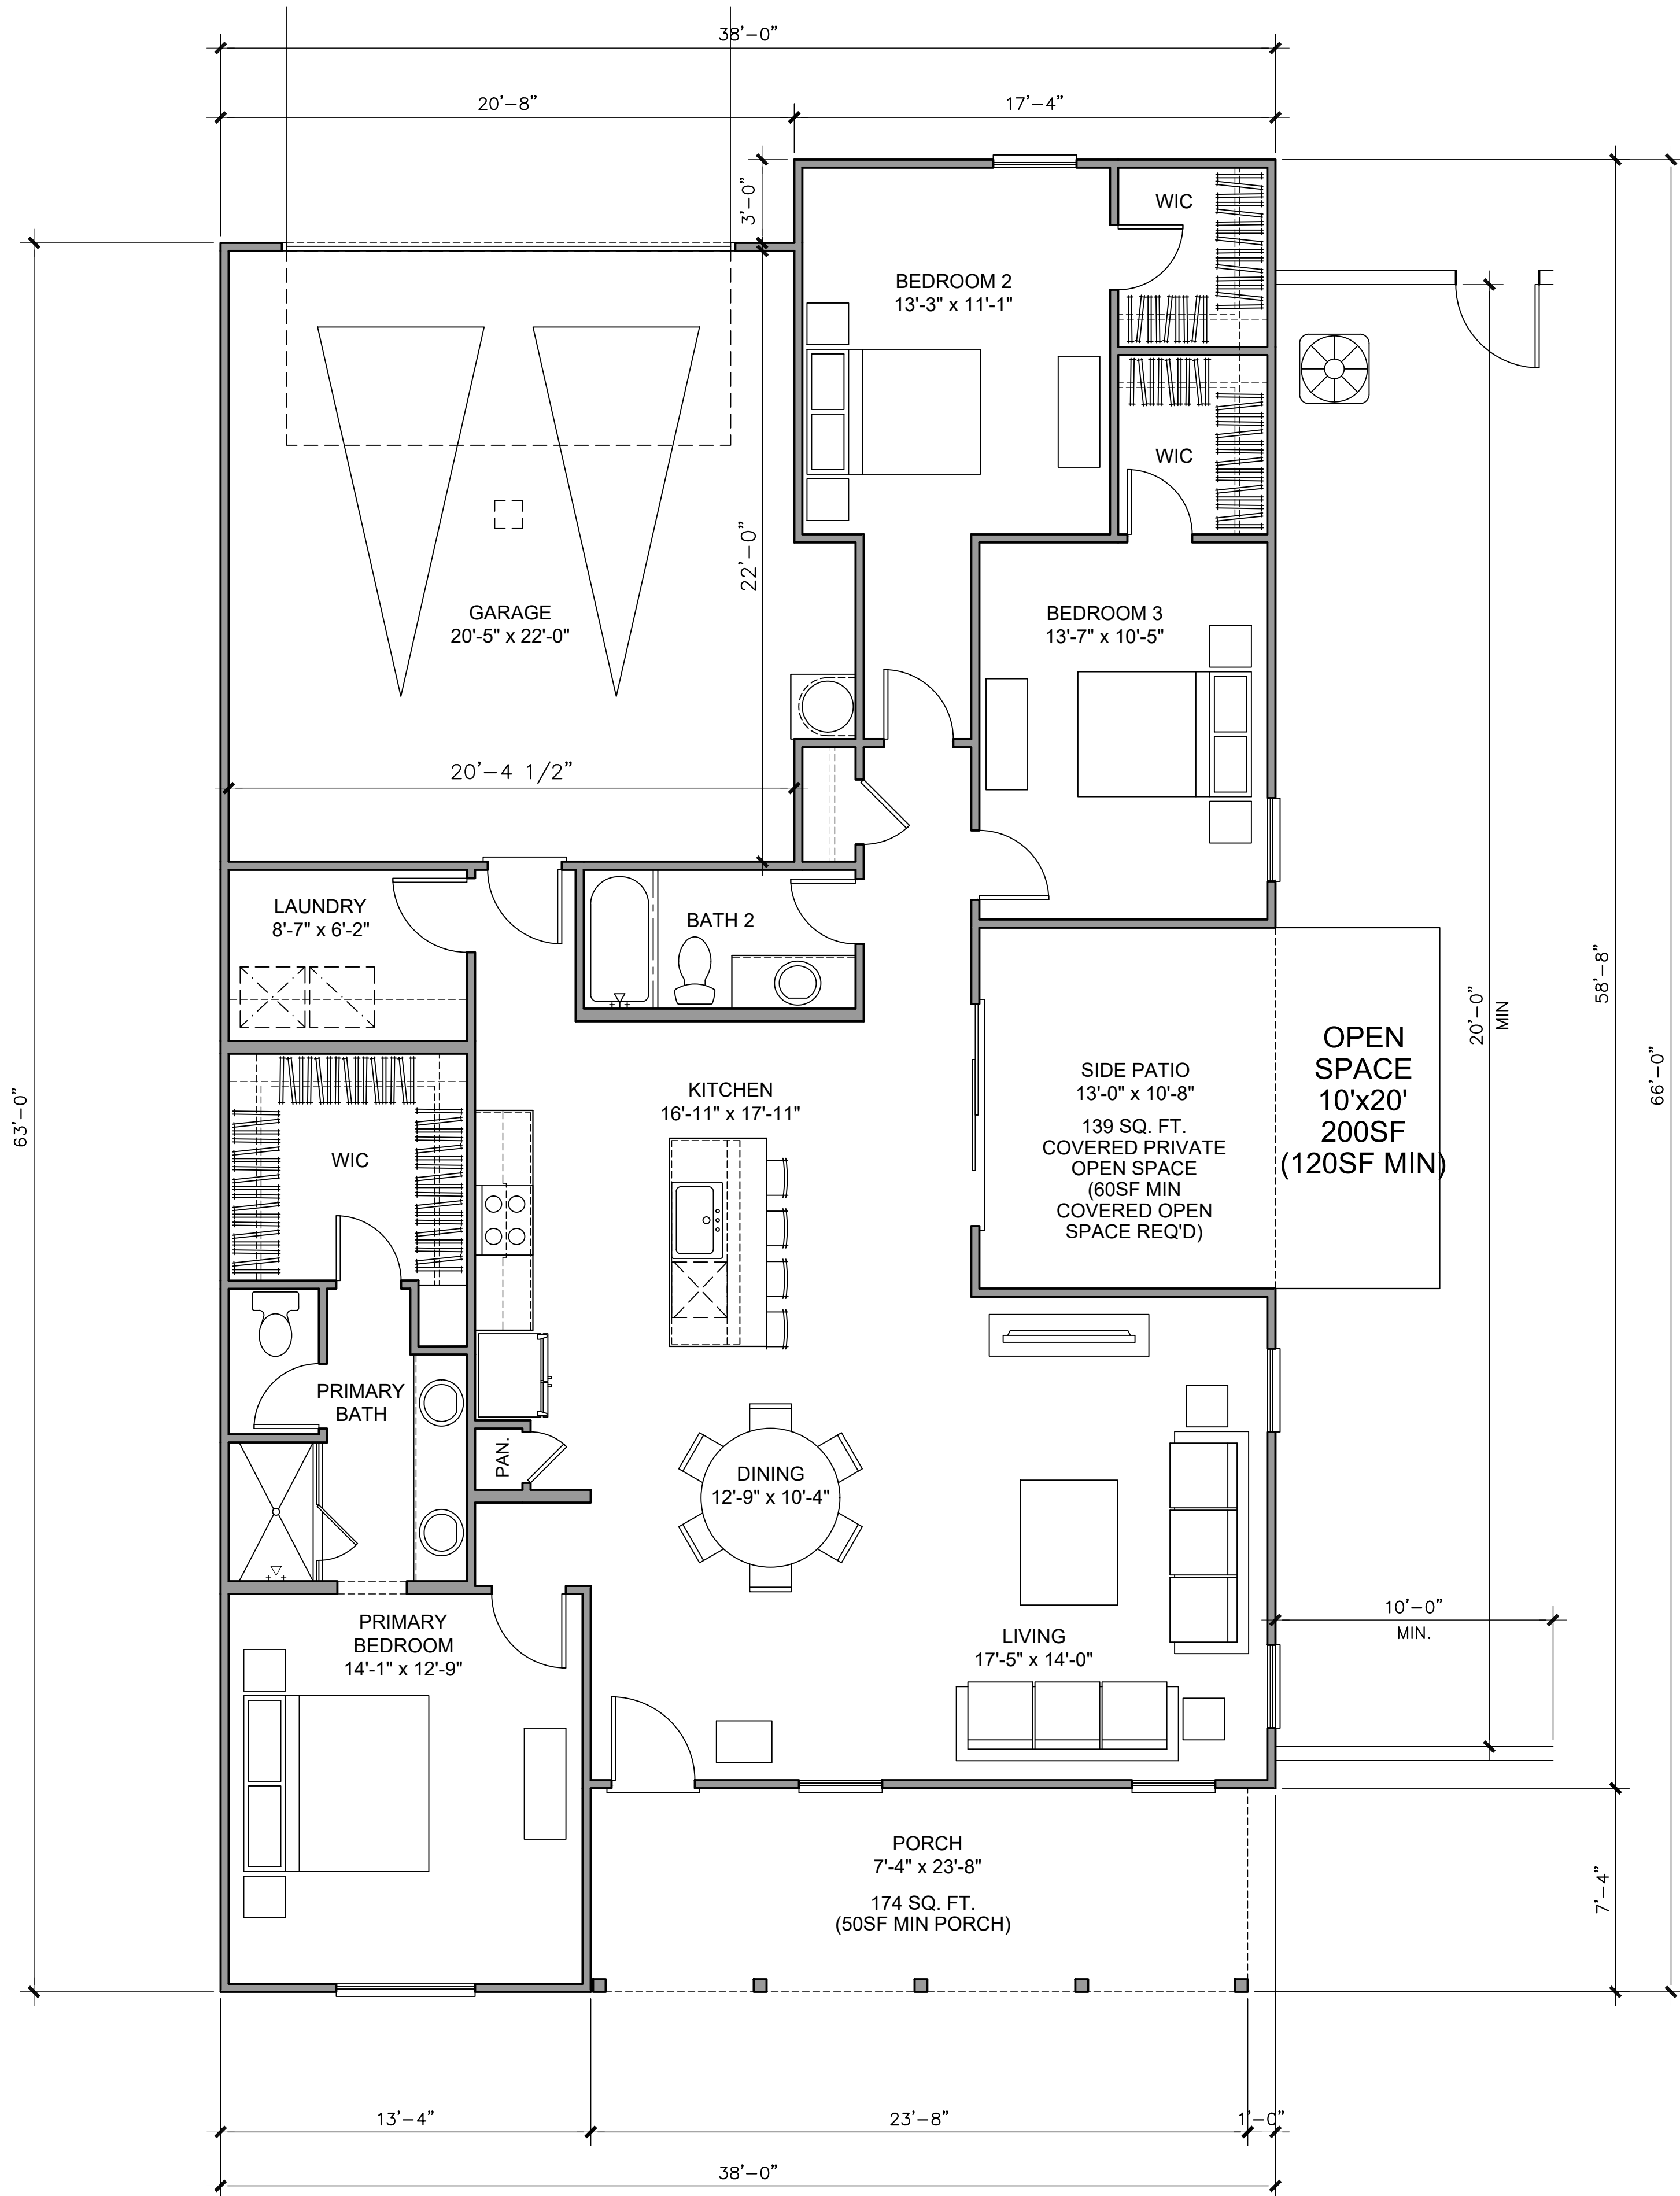 38'-0"
20'-8"
17'-4"
3'-0"
WIC
BEDROOM 2
13'-3" x 11'-1"
WIC
22'-0"
GARAGE
20'-5" x 22'-0"
BEDROOM 3
13'-7" x 10'-5"
20'-4 1/2"
LAUNDRY
8'-7" x 6'-2"
BATH 2
58'-8"
20'-0"
MIN
66'-0"
63'-0"
KITCHEN
16'-11" x 17'-11"
SIDE PATIO
13'-0" x 10'-8"
139 SQ. FT.
COVERED PRIVATE
OPEN SPACE
(60SF MIN
COVERED OPEN
SPACE REQ'D)
OPEN
SPACE
10'x20'
200SF
(120SF MIN)
WIC
PRIMARY
BATH
PAN.
DINING
12'-9" x 10'-4"
PRIMARY
BEDROOM
14'-1" x 12'-9"
LIVING
17'-5" x 14'-0"
10'-0"
MIN.
PORCH
7'-4" x 23'-8"
174 SQ. FT.
(50SF MIN PORCH)
7'-4"
13'-4"
23'-8"
1'-0"
38'-0"